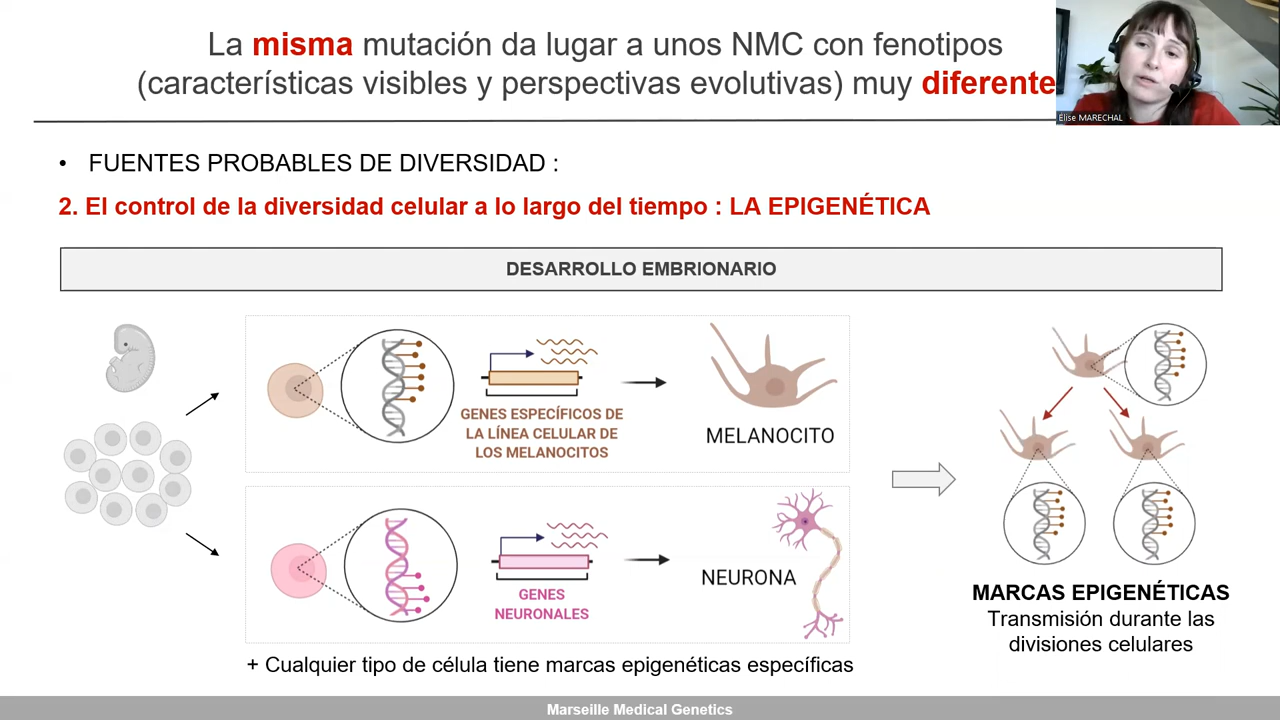 La misma mutación da lugar a unos NMC con fenotipos
(características visibles y perspectivas evolutivas) muy diferente
Élise MARECHAL
• FUENTES PROBABLES DE DIVERSIDAD :
2. El control de la diversidad celular a lo largo del tiempo : LA EPIGENÉTICA
DESARROLLO EMBRIONARIO
GENES ESPECÍFICOS DE
LA LÍNEA CELULAR DE
LOS MELANOCITOS
MELANOCITO
GENES
NEURONALES
NEURONA
MARCAS EPIGENÉTICAS
Transmisión durante las
divisiones celulares
+ Cualquier tipo de célula tiene marcas epigenéticas específicas
Marseille Medical Genetics